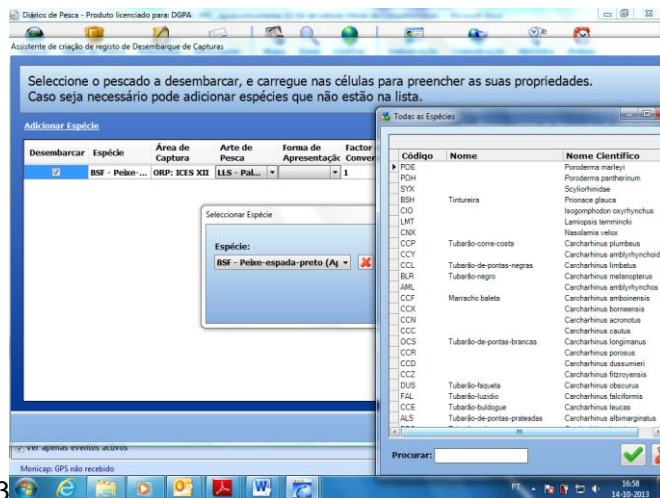 Diários de Pesca - Produto licenciado para: DGPA
Assistente de criação de registo de Desembarque de Capturas
Seleccione o pescado a desembarcar, e carregue nas células para preencher as suas propriedades.
Caso seja necessário pode adicionar espécies que não estão na lista.
Adicionar Espécie
Desembarcar Espécie Área de Captura Arte de Pesca Forma de Apresentaçã Factor Conver
BSF - Peixe-... ORP: ICES XII LLS - Pal... 1
Seleccionar Espécie
Espécie:
BSF - Peixe-espada-preto (Ap
Todas as Espécies
Código Nome Nome Científico
POE Poroderma marleyi
POH Poroderma pantherinum
SYX Scyliorhinidae
BSH Tintureira Prionace glauca
CIO Isogomphodon oxyrhynchus
LMT Lamiopsis temmincki
CNX Nasolamia velox
CCP Tubarão-corre-costa Carcharhinus plumbeus
CCY Carcharhinus amblyrhynchoid
CCL Tubarão-de-pontas-negras Carcharhinus limbatus
BLR Tubarão-negro Carcharhinus melanopterus
AML Carcharhinus amblyrhynchos
CCF Marracho baleta Carcharhinus amboinensis
CCX Carcharhinus borneensis
CCN Carcharhinus acronotus
CCC Carcharhinus cautus
OCS Tubarão-de-pontas-brancas Carcharhinus longimanus
CCR Carcharhinus porosus
CCD Carcharhinus dussumieri
CCZ Carcharhinus fitzroyensis
DUS Tubarão-faqueta Carcharhinus obscurus
FAL Tubarão-luzidio Carcharhinus falciformis
CCE Tubarão-buldogue Carcharhinus leucas
ALS Tubarão-de-pontas-prateadas Carcharhinus albimarginatus
Procurar:
Ver apenas eventos activos
Monicap: GPS não recebido
3
PT
16:58
14-10-2013